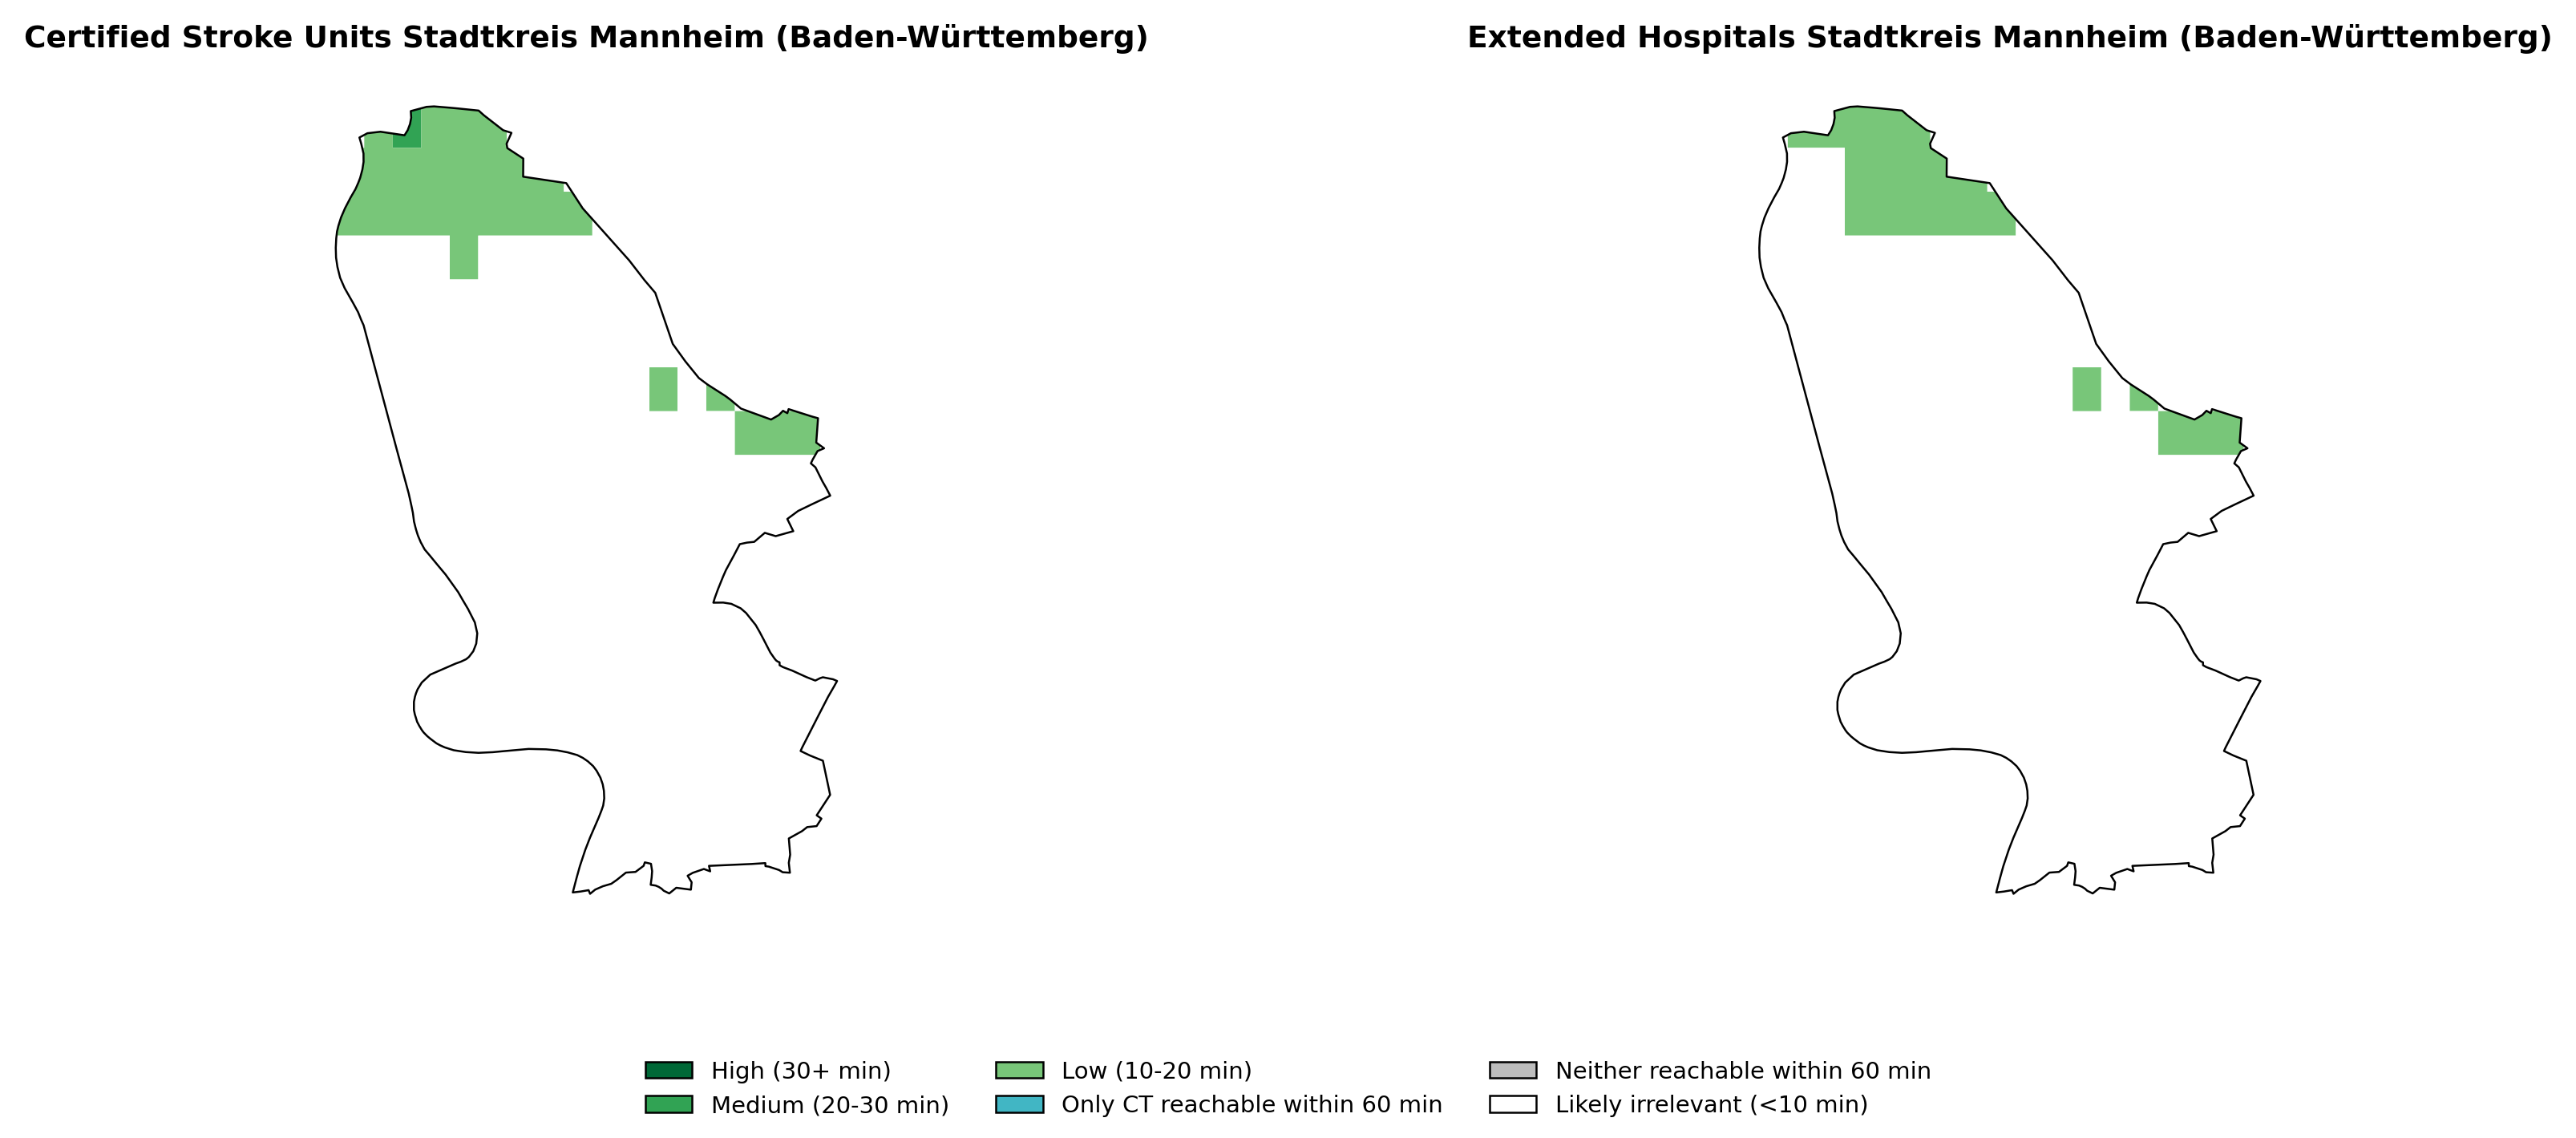 Certified Stroke Units Stadtkreis Mannheim (Baden-Württemberg)
Extended Hospitals Stadtkreis Mannheim (Baden-Württemberg)
High (30+ min)
Medium (20-30 min)
Low (10-20 min)
Only CT reachable within 60 min
Neither reachable within 60 min
Likely irrelevant (<10 min)